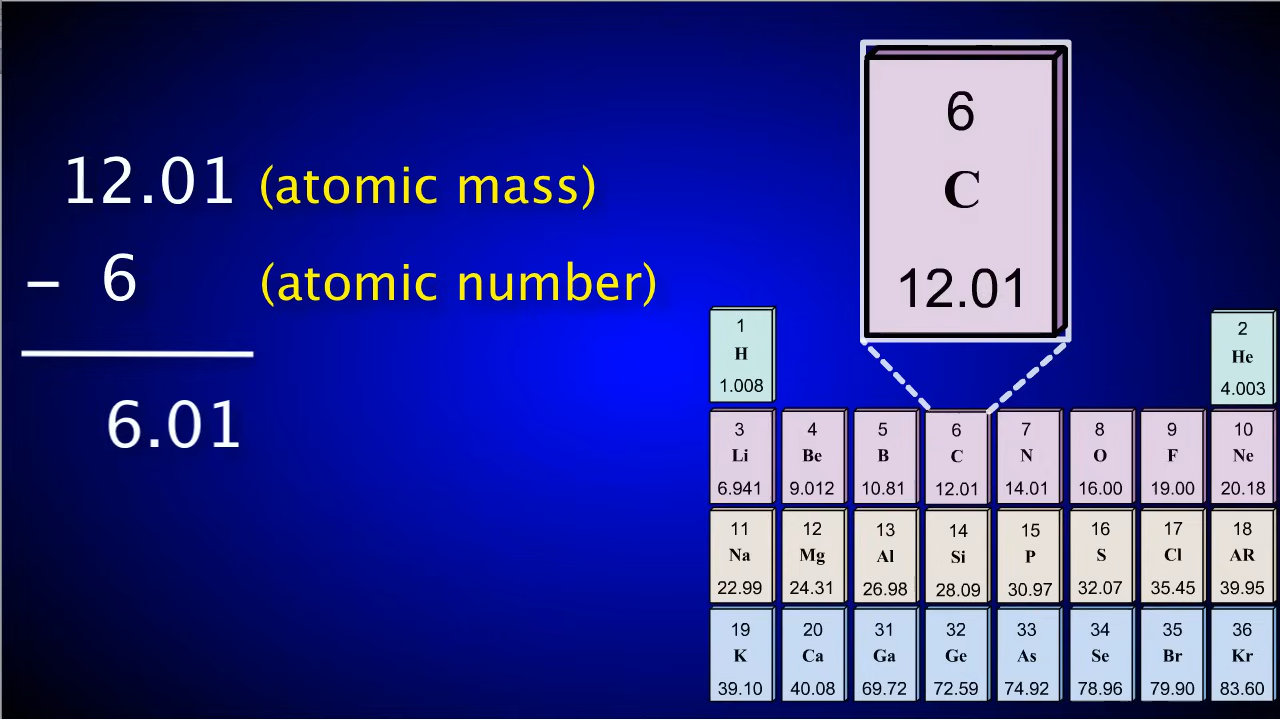 12.01 (atomic mass)
– 6 (atomic number)
6.01
6
C
12.01
1 2
H He
1.008 4.003
3 4 5 6 7 8 9 10
Li Be B C N O F Ne
6.941 9.012 10.81 12.01 14.01 16.00 19.00 20.18
11 12 13 14 15 16 17 18
Na Mg Al Si P S Cl AR
22.99 24.31 26.98 28.09 30.97 32.07 35.45 39.95
19 20 31 32 33 34 35 36
K Ca Ga Ge As Se Br Kr
39.10 40.08 69.72 72.59 74.92 78.96 79.90 83.60